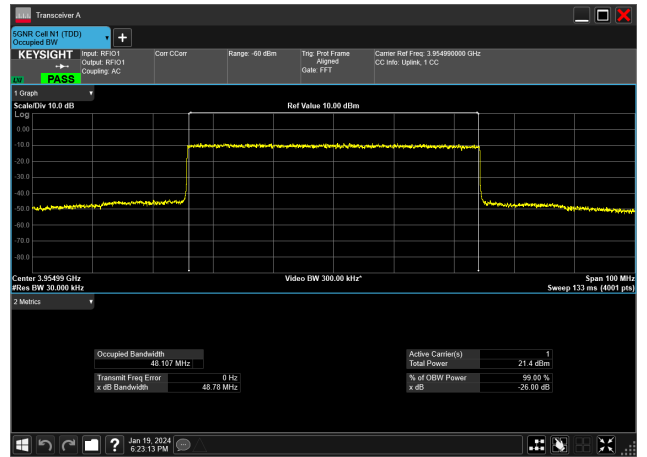 Transceiver A
5GNR Cell N1 (TDD)
Occupied BW
KEYSIGHT Input: RFIO1 Corr CCorr Range: -60 dBm Trig: Prot Frame Carrier Ref Freq: 3.954990000 GHz
Output: RFIO1 Aligned CC Info: Uplink, 1 CC
Coupling: AC Gate: FFT
LV PASS
1 Graph
Scale/Div 10.0 dB Ref Value 10.00 dBm
Log
0.00
-10.0
-20.0
-30.0
-40.0
-50.0
-60.0
-70.0
-80.0
Center 3.95499 GHz Video BW 300.00 kHz* Span 100 MHz
#Res BW 30.000 kHz Sweep 133 ms (4001 pts)
2 Metrics
Occupied Bandwidth Active Carrier(s) 1
48.107 MHz Total Power 21.4 dBm
Transmit Freq Error 0 Hz % of OBW Power 99.00 %
x dB Bandwidth 48.78 MHz x dB -26.00 dB
? Jan 19, 2024
6:23:13 PM